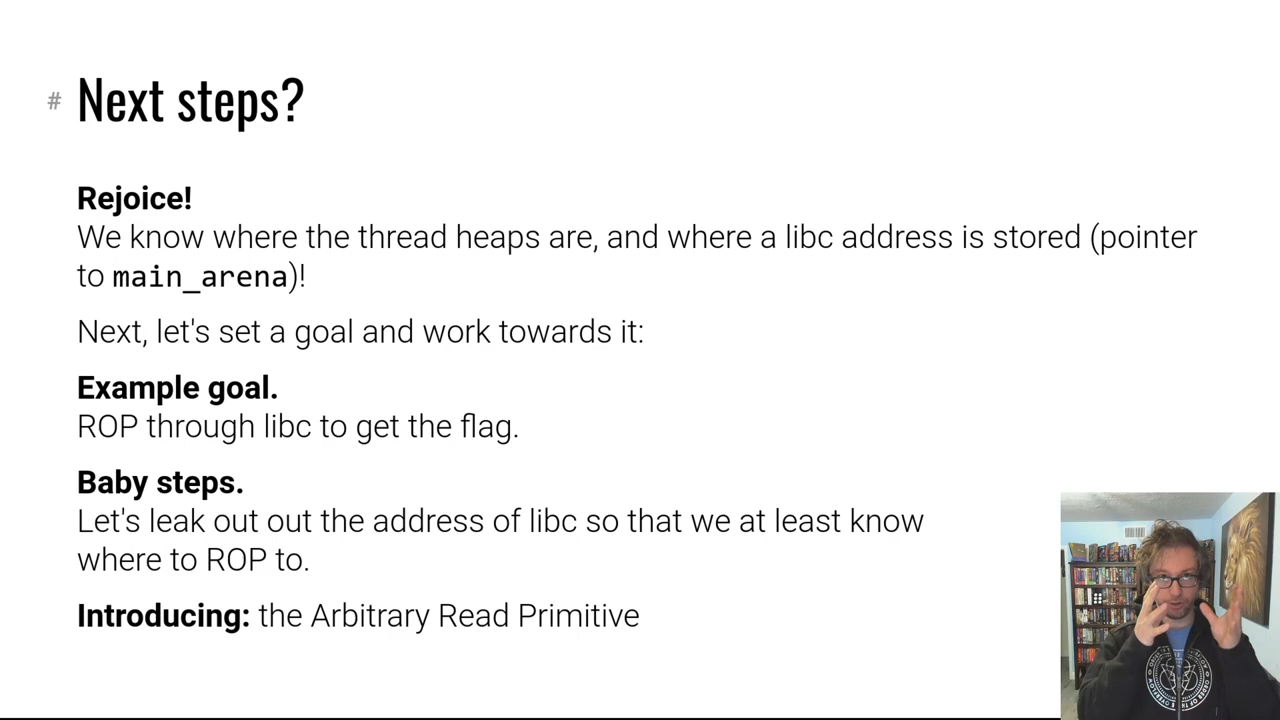 # Next steps?
Rejoice!
We know where the thread heaps are, and where a libc address is stored (pointer
to main_arena)!
Next, let's set a goal and work towards it:
Example goal.
ROP through libc to get the flag.
Baby steps.
Let's leak out out the address of libc so that we at least know
where to ROP to.
Introducing: the Arbitrary Read Primitive